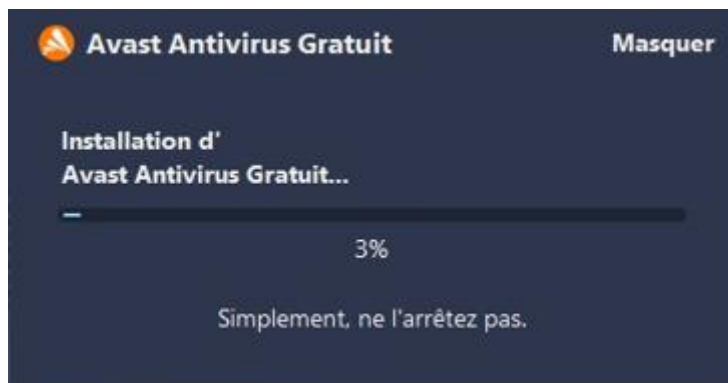 Avast Antivirus Gratuit
Masquer
Installation d'
Avast Antivirus Gratuit...
3%
Simplement, ne l'arrêtez pas.